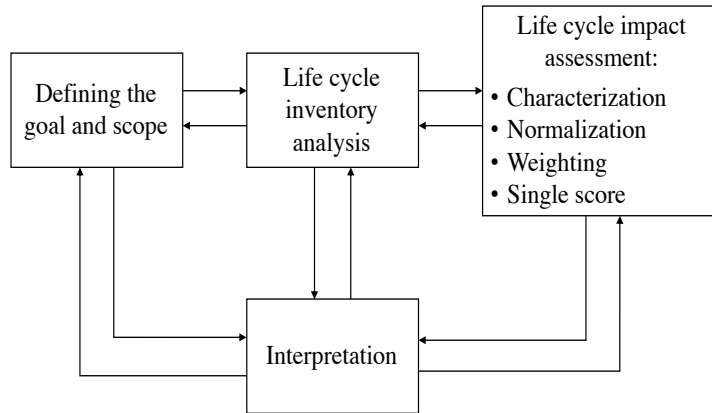 Defining the
goal and scope
Life cycle
inventory
analysis
Life cycle impact
assessment:
• Characterization
• Normalization
• Weighting
• Single score
Interpretation